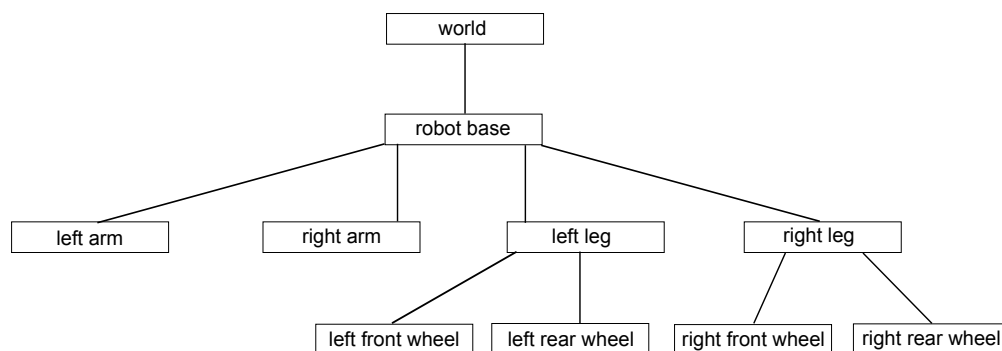 world
robot base
left arm
right arm
left leg
right leg
left front wheel
left rear wheel
right front wheel
right rear wheel